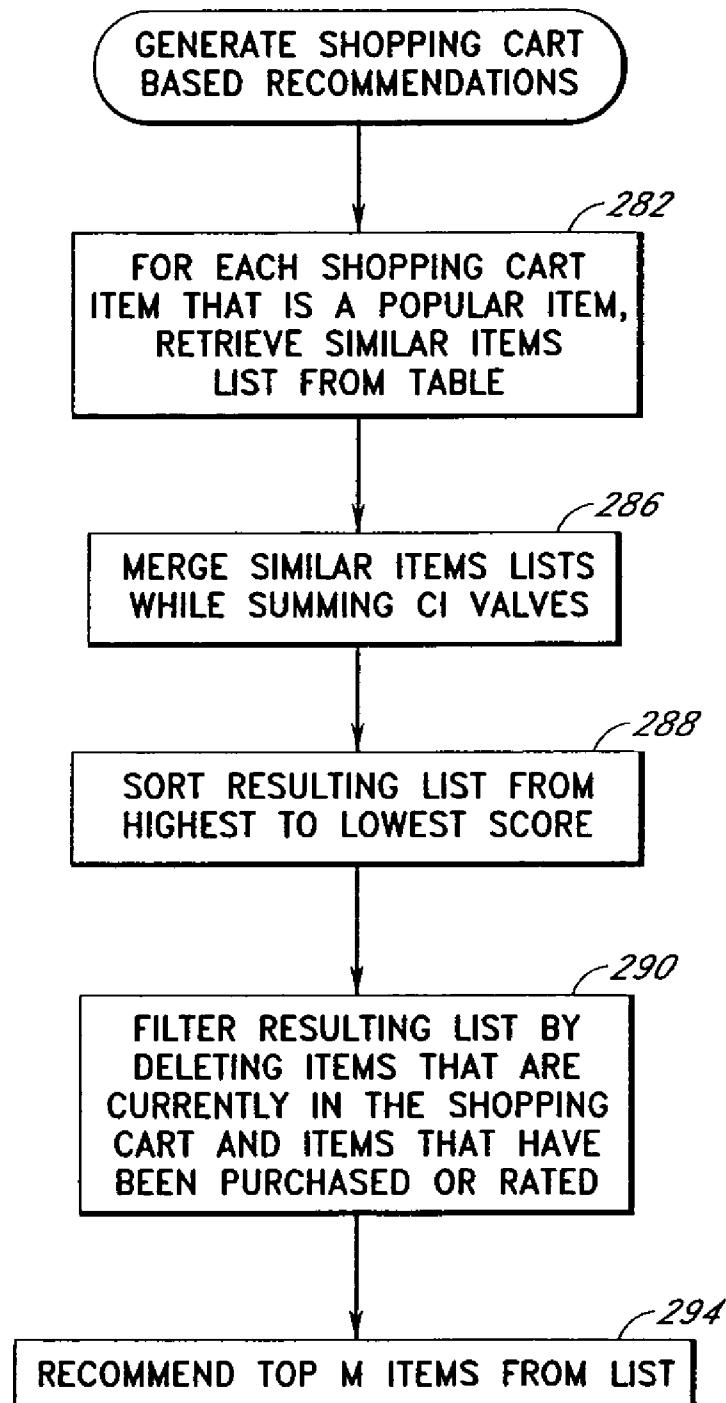 GENERATE SHOPPING CART
BASED RECOMMENDATIONS
282
FOR EACH SHOPPING CART
ITEM THAT IS A POPULAR ITEM,
RETRIEVE SIMILAR ITEMS
LIST FROM TABLE
286
MERGE SIMILAR ITEMS LISTS
WHILE SUMMING CI VALVES
288
SORT RESULTING LIST FROM
HIGHEST TO LOWEST SCORE
290
FILTER RESULTING LIST BY
DELETING ITEMS THAT ARE
CURRENTLY IN THE SHOPPING
CART AND ITEMS THAT HAVE
BEEN PURCHASED OR RATED
294
RECOMMEND TOP M ITEMS FROM LIST